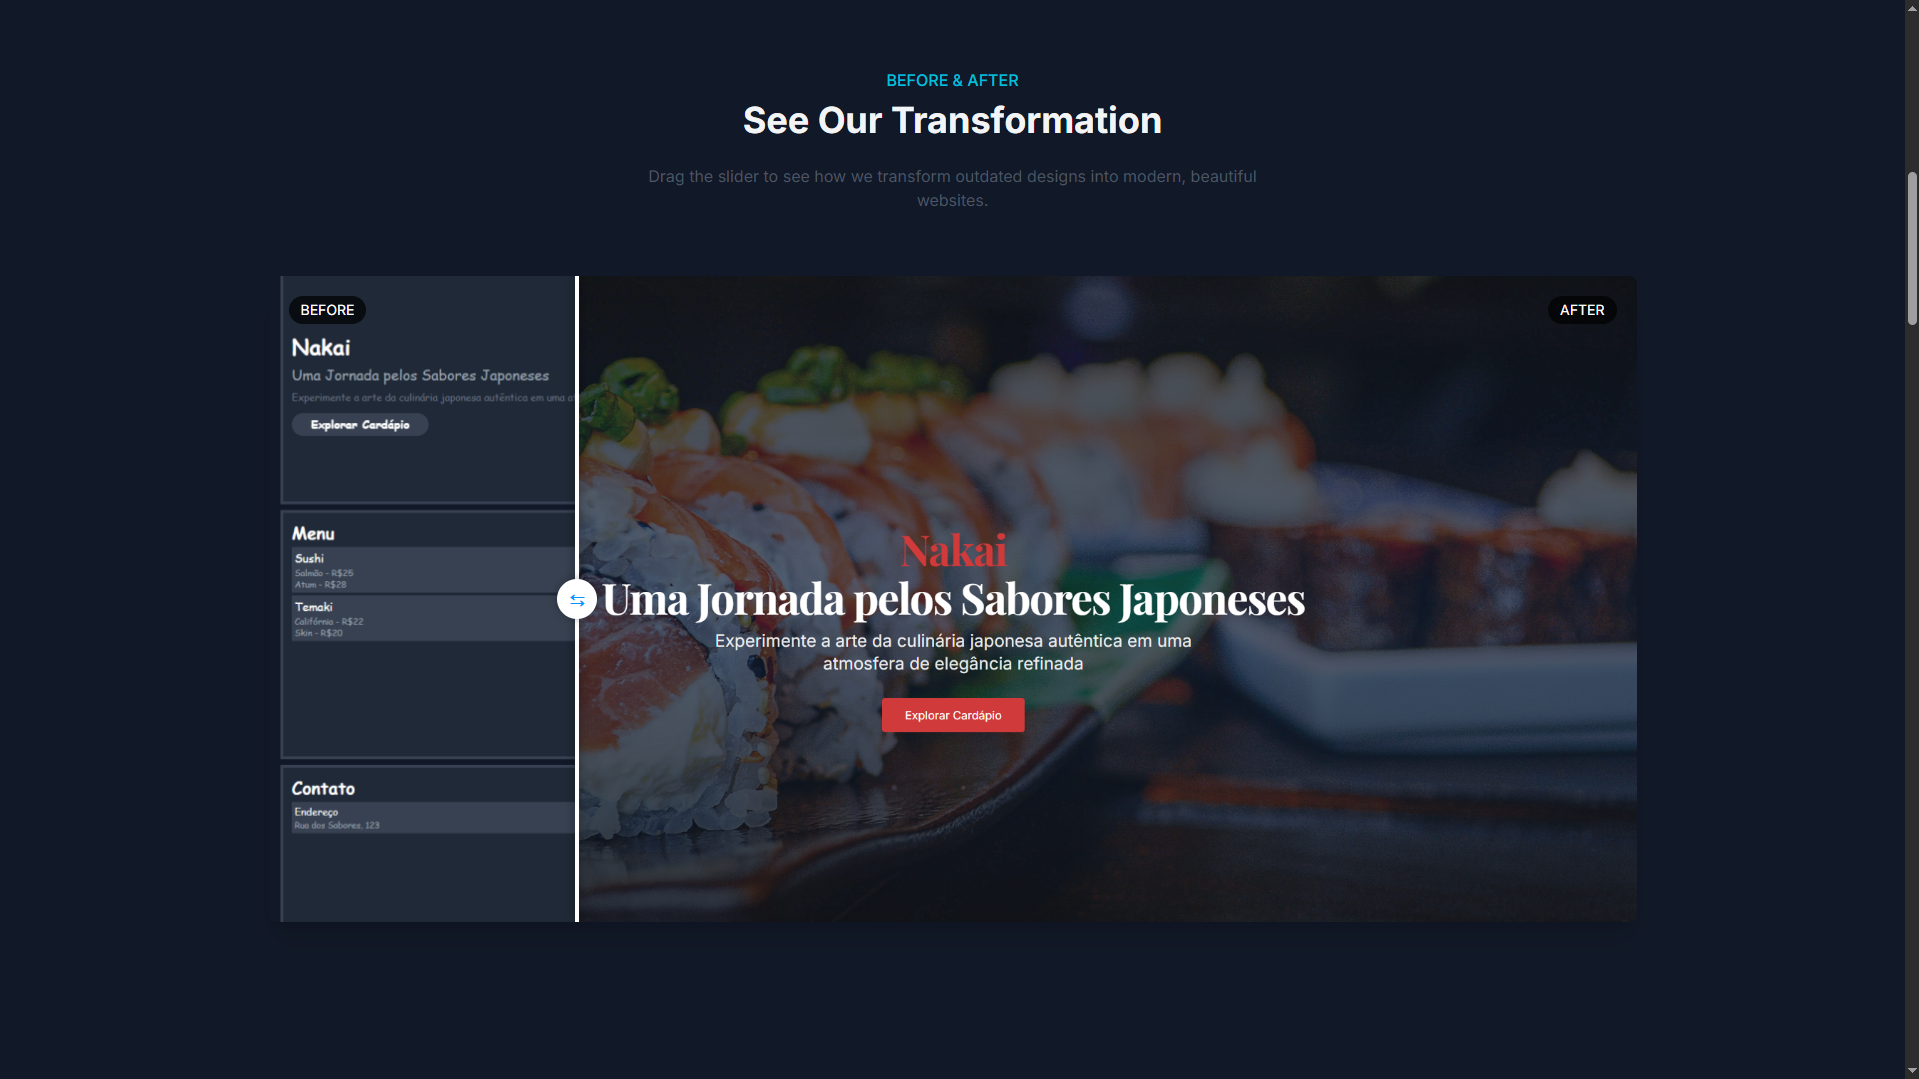 BEFORE & AFTER
See Our Transformation
Drag the slider to see how we transform outdated designs into modern, beautiful
websites.
BEFORE
AFTER
Nakai
Uma Jornada pelos Sabores Japoneses
Experimente a arte da culinária japonesa autêntica em uma
Explorar Cardápio
Menu
Sushi
Salmão - R$25
Atum - R$28
Temaki
Califórnia - R$22
Skin - R$20
Contato
Endereço
Rua dos Sabores, 123
Nakai
Uma Jornada pelos Sabores Japoneses
Experimente a arte da culinária japonesa autêntica em uma
atmosfera de elegância refinada
Explorar Cardápio